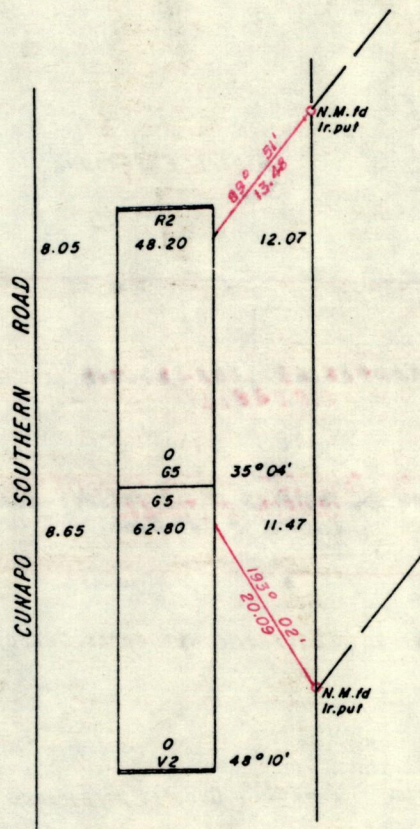 N.M.fd
Ir.put
89° 51'
13.48
R2
8.05 48.20 12.07
CUNAPO SOUTHERN ROAD
0
G5 35°04'
G5
8.65 62.80 11.47
193° 02'
20.09
N.M.fd
Ir.put
0
V2 48°10'